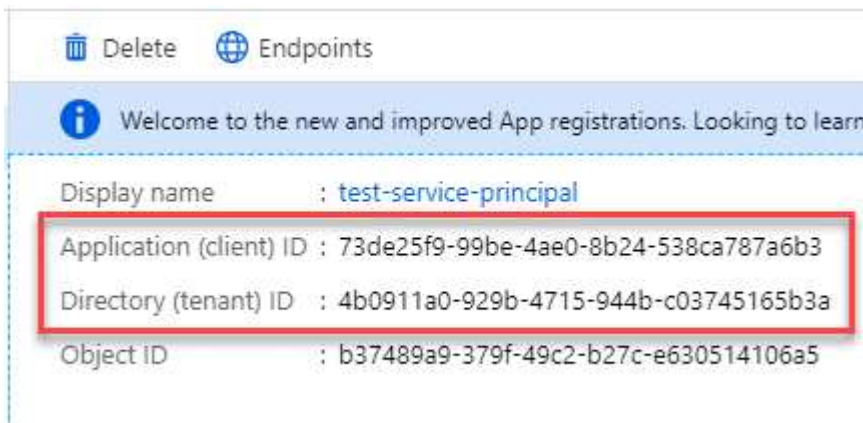 Delete Endpoints
Welcome to the new and improved App registrations. Looking to learn
Display name : test-service-principal
Application (client) ID : 73de25f9-99be-4ae0-8b24-538ca787a6b3
Directory (tenant) ID : 4b0911a0-929b-4715-944b-c03745165b3a
Object ID : b37489a9-379f-49c2-b27c-e630514106a5